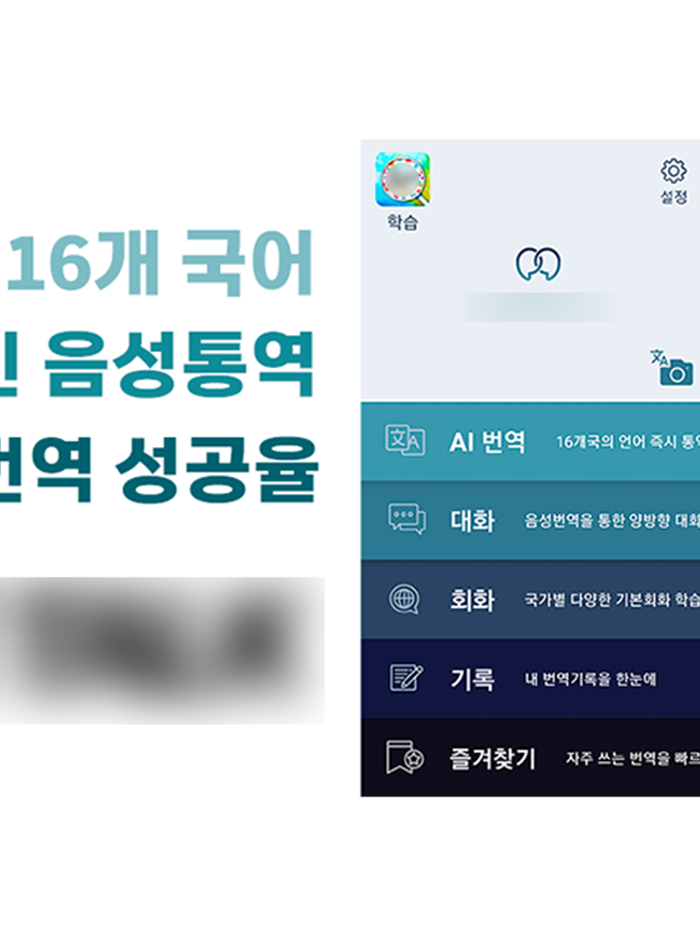 16개 국어
음성통역
번역 성공율
학습
설정
AI 번역 16개국의 언어 즉시
대화 음성번역을 통한 양방향 대화
회화 국가별 다양한 기본회화 학습
기록 내 번역기록을 한눈에
즐겨찾기 자주 쓰는 번역을